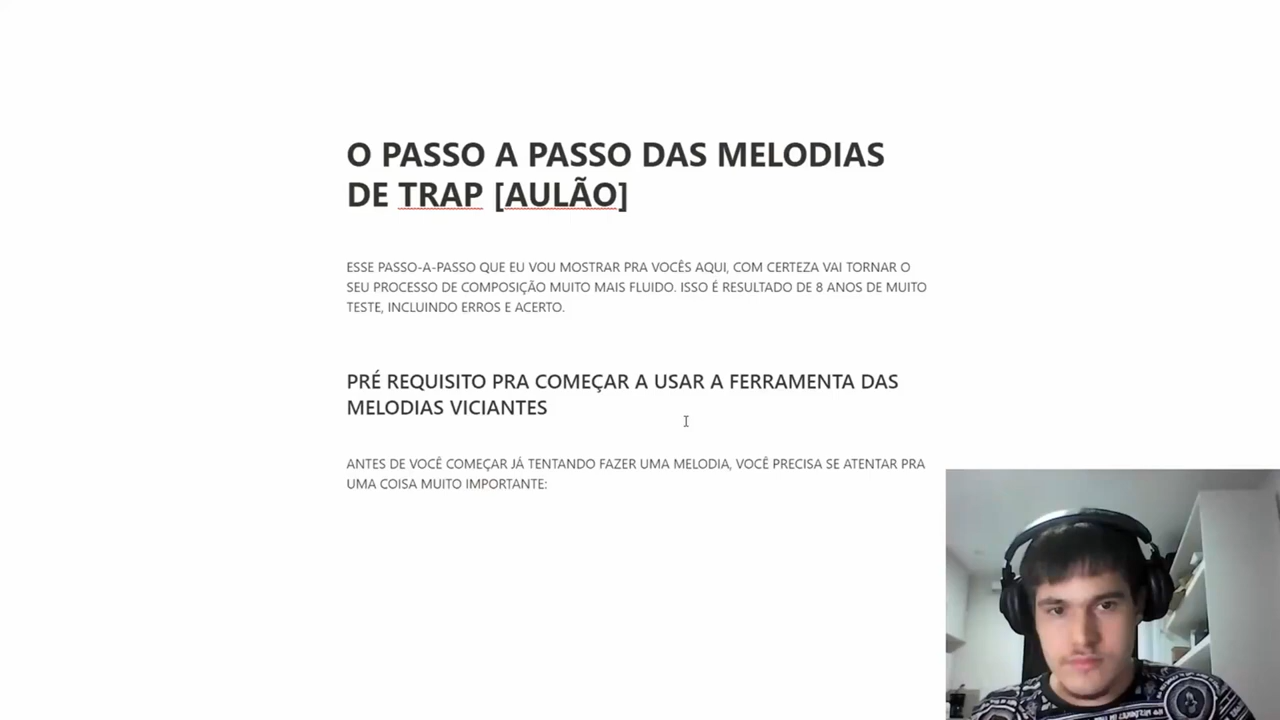 O PASSO A PASSO DAS MELODIAS
DE TRAP [AULÃO]
ESSE PASSO-A-PASSO QUE EU VOU MOSTRAR PRA VOCÊS AQUI, COM CERTEZA VAI TORNAR O
SEU PROCESSO DE COMPOSIÇÃO MUITO MAIS FLUIDO. ISSO É RESULTADO DE 8 ANOS DE MUITO
TESTE, INCLUINDO ERROS E ACERTO.
PRÉ REQUISITO PRA COMEÇAR A USAR A FERRAMENTA DAS
MELODIAS VICIANTES
ANTES DE VOCÊ COMEÇAR JÁ TENTANDO FAZER UMA MELODIA, VOCÊ PRECISA SE ATENTAR PRA
UMA COISA MUITO IMPORTANTE: